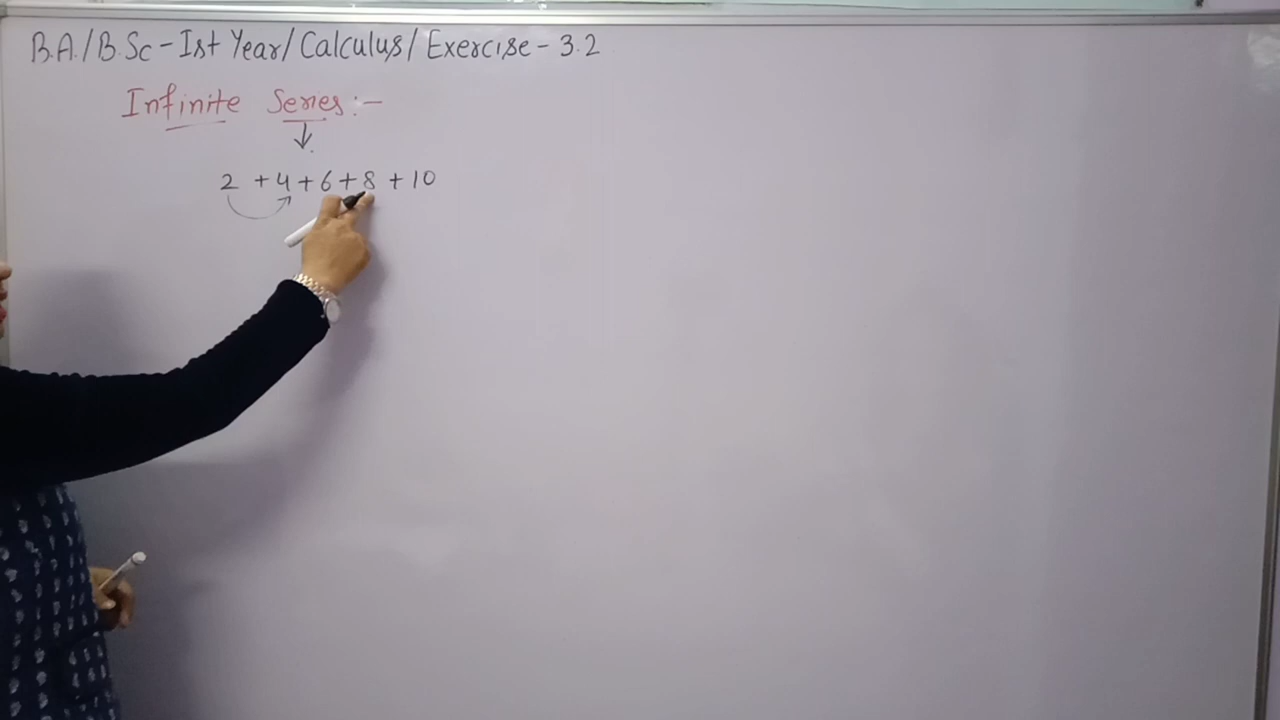 B.A./B.Sc - Ist Year/Calculus/Exercise - 3.2
Infinite Series:-
2 + 4 + 6 + 8 + 10